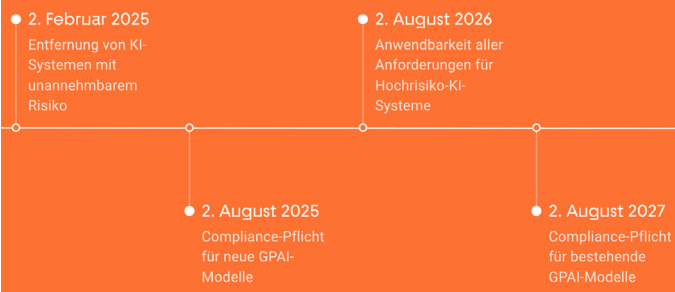 2. Februar 2025
Entfernung von KI-
Systemen mit
unannehmbarem
Risiko
2. August 2025
Compliance-Pflicht
für neue GPAI-
Modelle
2. August 2026
Anwendbarkeit aller
Anforderungen für
Hochrisiko-KI-
Systeme
2. August 2027
Compliance-Pflicht
für bestehende
GPAI-Modelle